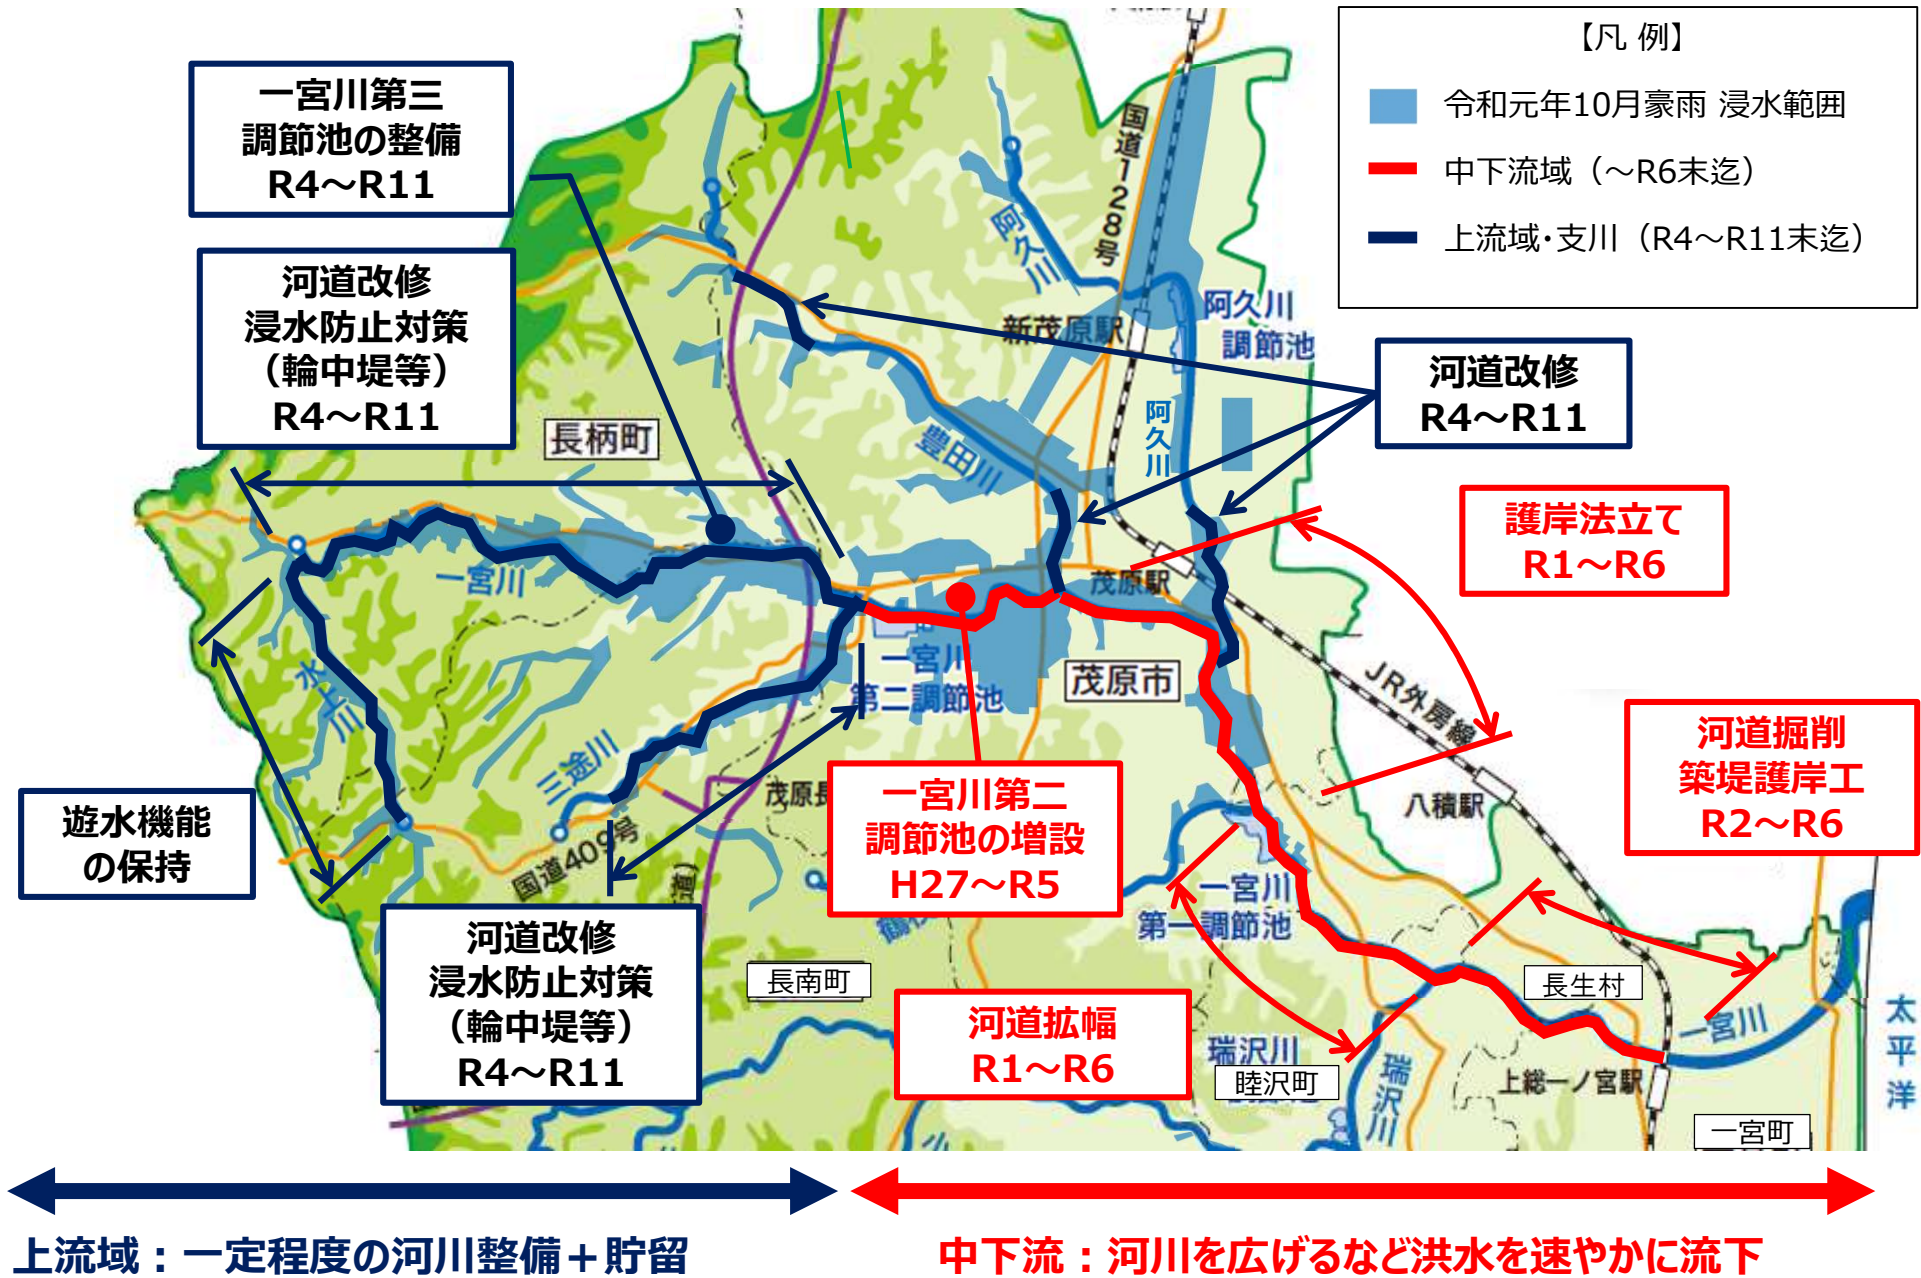 【凡 例】
令和元年10月豪雨 浸水範囲
中下流域（～R6末迄）
上流域・支川（R4～R11末迄）
一宮川第三
調節池の整備
R4～R11
河道改修
浸水防止対策
（輪中堤等）
R4～R11
長柄町
国道128号
阿久川
新茂原駅
阿久川
調節池
河道改修
R4～R11
阿久川
豊田川
護岸法立て
R1～R6
一宮川
茂原駅
一宮川
第二調節池
茂原市
JR外房線
水上川
三途川
河道掘削
築堤護岸工
R2～R6
八積駅
遊水機能
の保持
国道409号
茂原長
一宮川第二
調節池の増設
H27～R5
一宮川
第一調節池
河道改修
浸水防止対策
（輪中堤等）
R4～R11
長南町
道)
河道拡幅
R1～R6
長生村
一宮川
太平洋
瑞沢川
睦沢町
瑞沢川
上総一ノ宮駅
一宮町
上流域：一定程度の河川整備＋貯留
中下流：河川を広げるなど洪水を速やかに流下